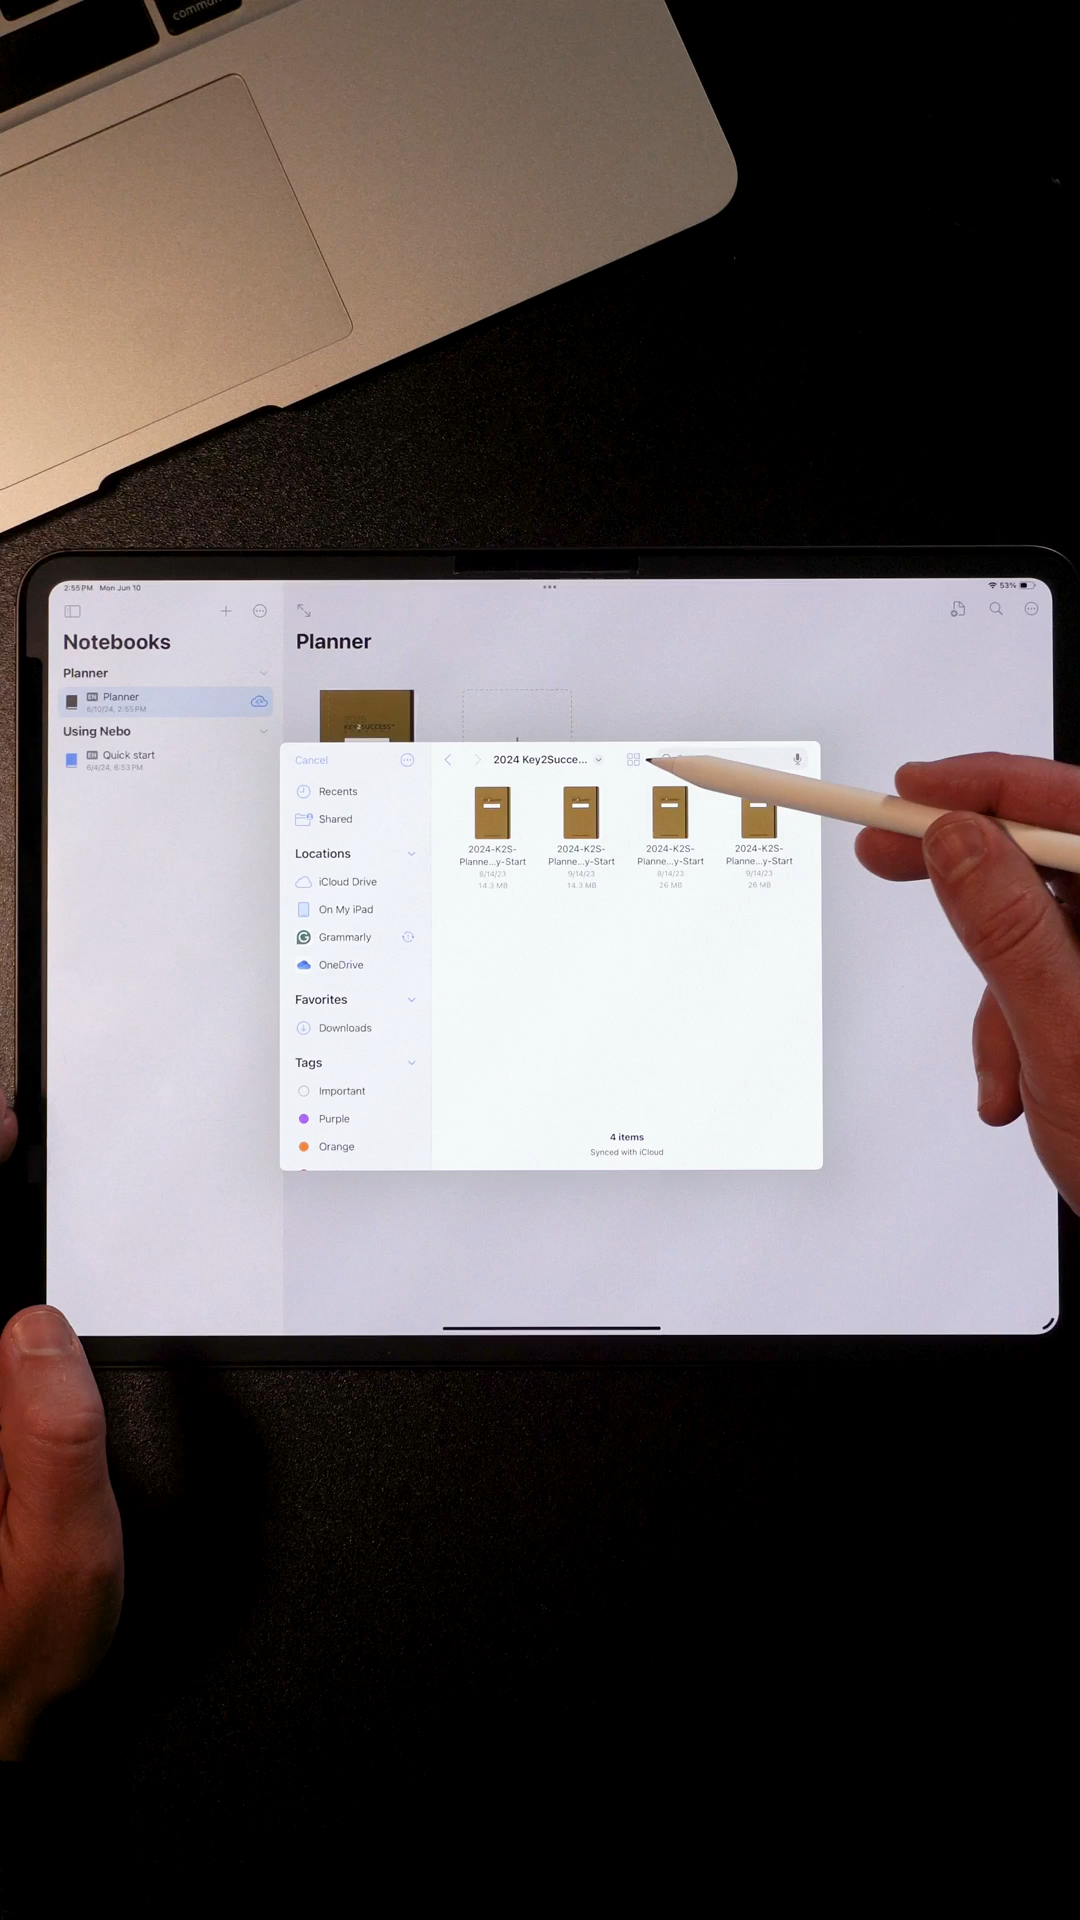 command
2:55 PM Mon Jun 10
53%
Notebooks
Planner
EN Planner
6/10/24, 2:55 PM
Using Nebo
EN Quick start
6/4/24, 6:53 PM
Planner
KEY2SUCCESS™
Cancel
Recents
Shared
Locations
iCloud Drive
On My iPad
Grammarly
OneDrive
Favorites
Downloads
Tags
Important
Purple
Orange
2024 Key2Succe...
2024-K2S-
Planne...y-Start
8/14/23
14.3 MB
2024-K2S-
Planne...y-Start
9/14/23
14.3 MB
2024-K2S-
Planne...y-Start
8/14/23
26 MB
2024-K2S-
Planne...y-Start
9/14/23
26 MB
4 items
Synced with iCloud